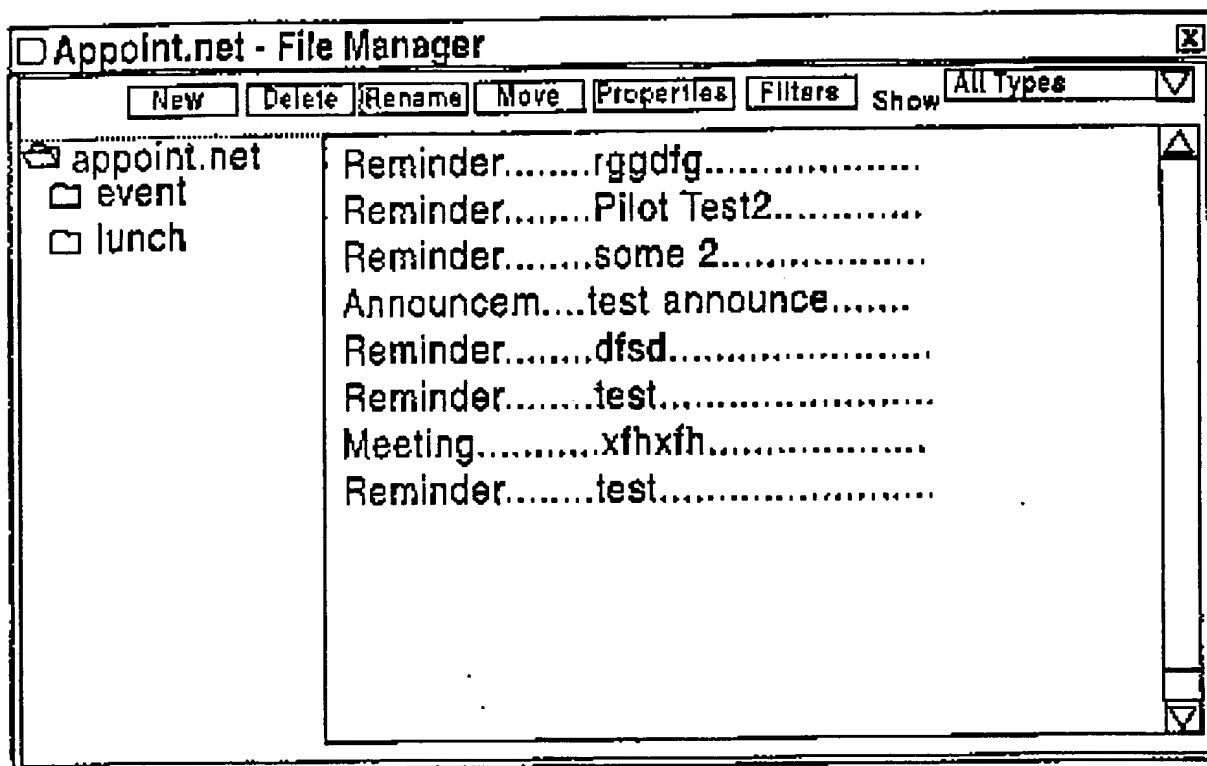 Appoint.net - File Manager
New Delete Rename Move Properties Filters Show All Types
appoint.net
event
lunch
Reminder........rggdfg...................
Reminder........Pilot Test2.............
Reminder........some 2..................
Announcem....test announce.......
Reminder........dfsd.......................
Reminder........test........................
Meeting...........xfhxfh...................
Reminder........test........................